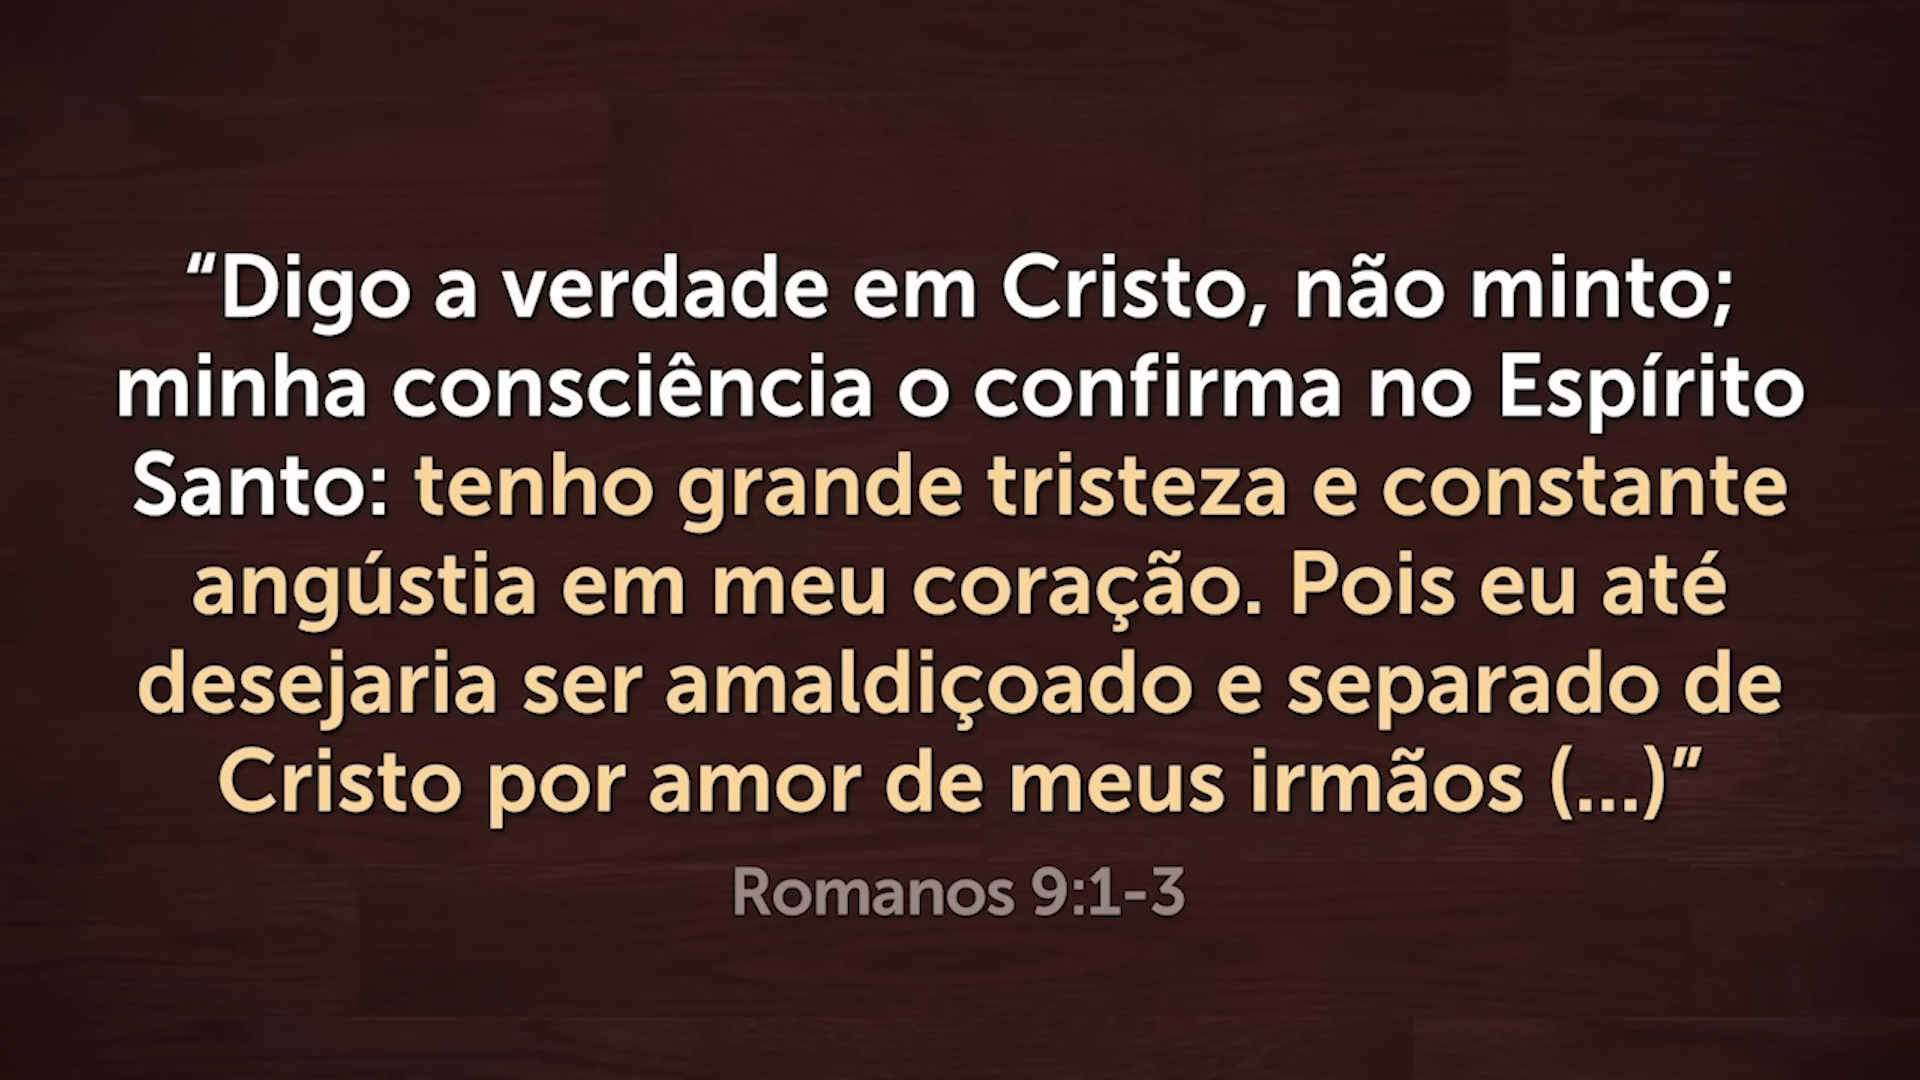 “Digo a verdade em Cristo, não minto;
minha consciência o confirma no Espírito
Santo: tenho grande tristeza e constante
angústia em meu coração. Pois eu até
desejaria ser amaldiçoado e separado de
Cristo por amor de meus irmãos (...)”
Romanos 9:1-3